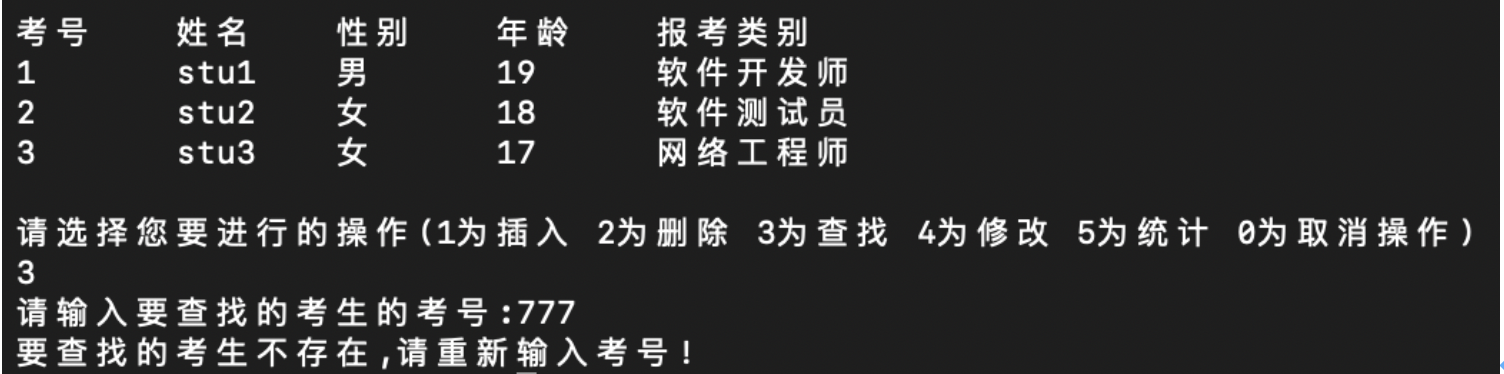 考号 姓名 性别 年龄 报考类别
1 stu1 男 19 软件开发师
2 stu2 女 18 软件测试员
3 stu3 女 17 网络工程师
请选择您要进行的操作(1为插入 2为删除 3为查找 4为修改 5为统计 0为取消操作)
3
请输入要查找的考生的考号:777
要查找的考生不存在,请重新输入考号!